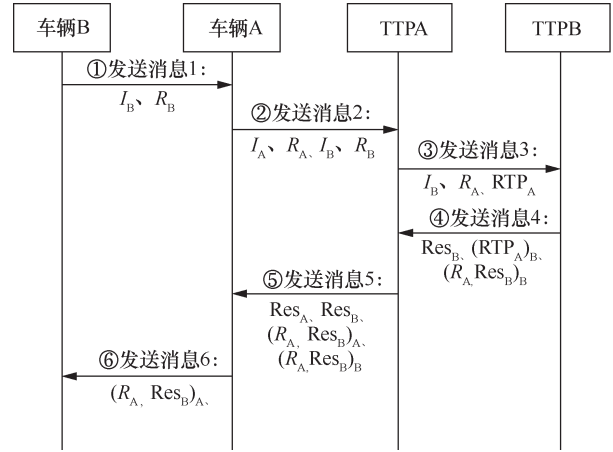 车辆B 车辆A TTPA TTPB
①发送消息1:
I_B、R_B
②发送消息2:
I_A、R_A、I_B、R_B
③发送消息3:
I_B、R_A、RTP_A
④发送消息4:
Res_B、(RTP_A)_B、
(R_A,Res_B)_B
⑤发送消息5:
Res_A、Res_B、
(R_A, Res_B)_A、
(R_A,Res_B)_B
⑥发送消息6:
(R_A, Res_B)_A、